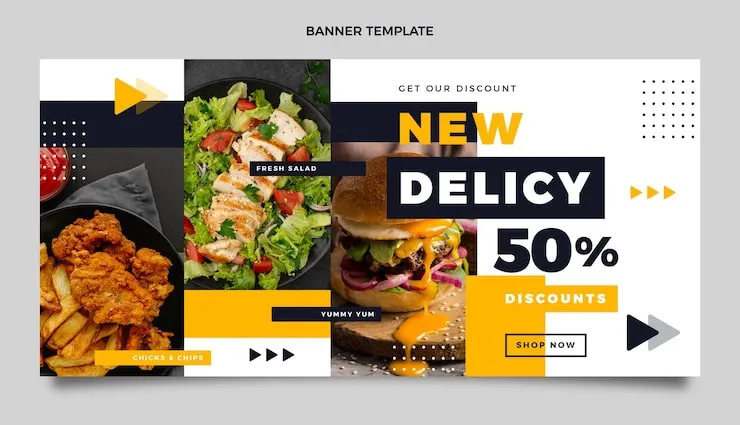 BANNER TEMPLATE
GET OUR DISCOUNT
NEW
DELICY
50%
DISCOUNTS
SHOP NOW
FRESH SALAD
YUMMY YUM
CHICKS & CHIPS